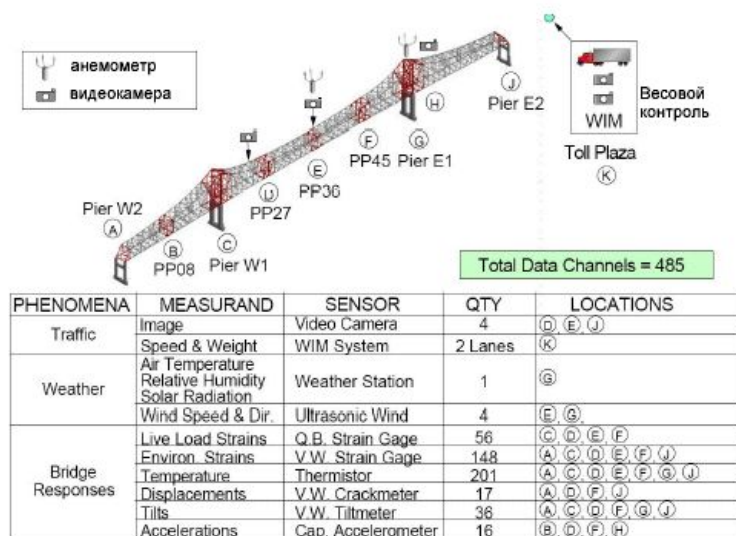 анемометр
видеокамера
Pier W2
A
B
PP08
C
Pier W1
D
PP27
E
PP36
F
PP45
G
Pier E1
H
J
Pier E2
WIM
Весовой
контроль
Toll Plaza
K
Total Data Channels = 485
PHENOMENA MEASURAND SENSOR QTY LOCATIONS
Traffic
Image Video Camera 4 D, E, J
Speed & Weight WIM System 2 Lanes K
Weather
Air Temperature
Relative Humidity
Solar Radiation
Weather Station 1 G
Wind Speed & Dir. Ultrasonic Wind 4 E, G
Bridge
Responses
Live Load Strains Q.B. Strain Gage 56 C, D, E, F
Environ. Strains V.W. Strain Gage 148 A, C, D, E, F, J
Temperature Thermistor 201 A, C, D, E, F, G, J
Displacements V.W. Crackmeter 17 A, D, F, J
Tilts V.W. Tiltmeter 36 A, C, D, F, G, J
Accelerations Cap. Accelerometer 16 B, D, F, H